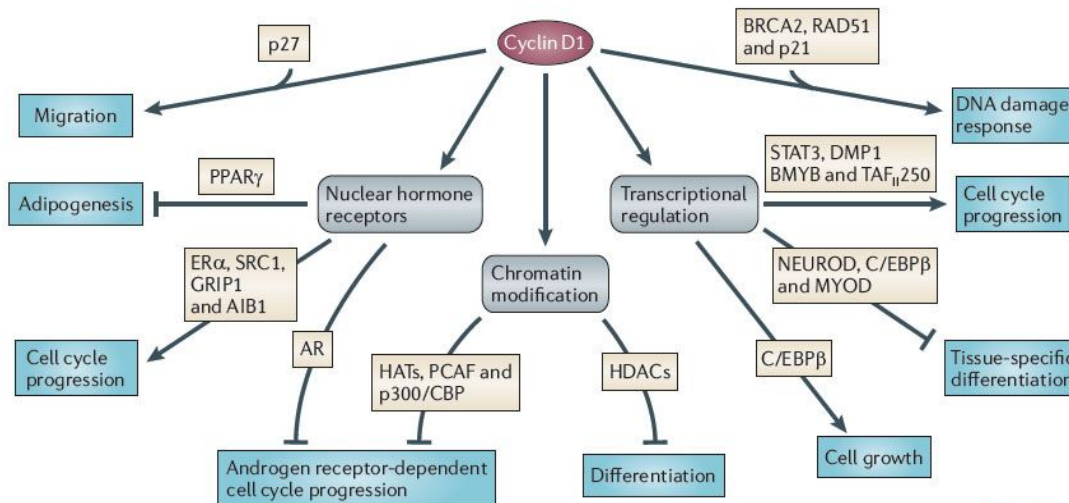 Cyclin D1
p27
BRCA2, RAD51
and p21
Migration
DNA damage
response
PPARγ
Adipogenesis
Nuclear hormone
receptors
Transcriptional
regulation
STAT3, DMP1
BMYB and TAFII250
Cell cycle
progression
ERα, SRC1,
GRIP1
and AIB1
Chromatin
modification
NEUROD, C/EBPβ
and MYOD
Cell cycle
progression
AR
HATs, PCAF and
p300/CBP
HDACs
C/EBPβ
Tissue-specific
differentiation
Androgen receptor-dependent
cell cycle progression
Differentiation
Cell growth